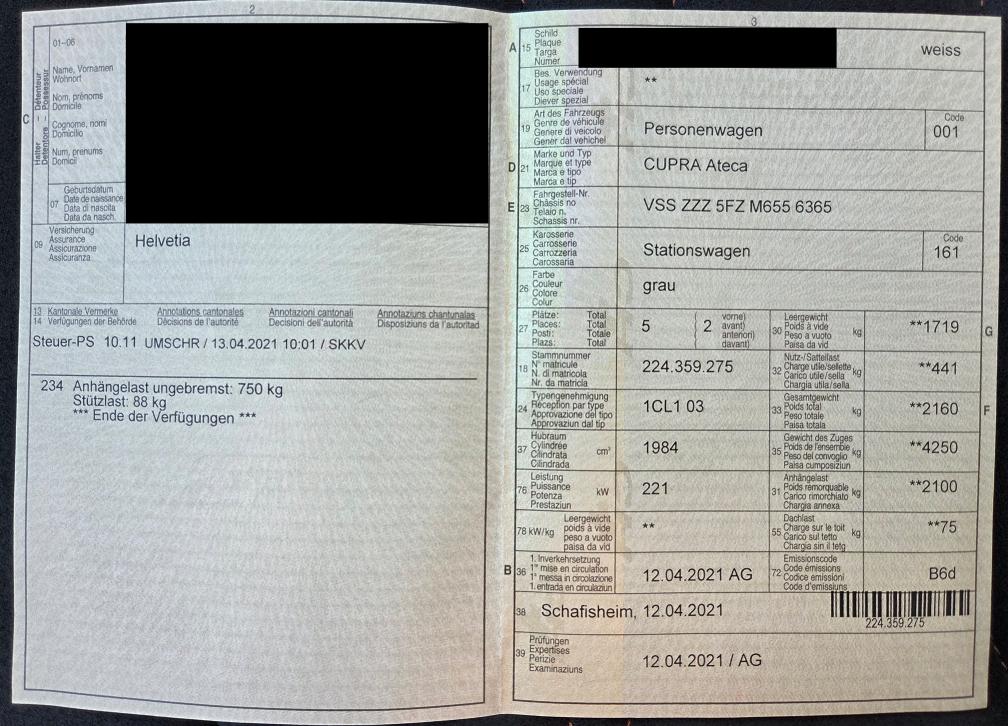 2
01–06
C
Halter Détenteur
Detentore Possessur
Name, Vornamen
Wohnort
Nom, prénoms
Domicile
Cognome, nomi
Domicilio
Num, prenums
Domicil
07
Geburtsdatum
Date de naissance
Data di nascita
Data da nasch.
09
Versicherung
Assurance
Assicurazione
Assicuranza
Helvetia
13 Kantonale Vermerke Annotations cantonales Annotazioni cantonali Annotaziuns chantunalas
14 Verfügungen der Behörde Décisions de l'autorité Decisioni dell'autorità Disposiziuns da l'autoritad
Steuer-PS 10.11 UMSCHR / 13.04.2021 10:01 / SKKV
234 Anhängelast ungebremst: 750 kg
Stützlast: 88 kg
*** Ende der Verfügungen ***
3
A 15
Schild
Plaque
Targa
Numer
weiss
17
Bes. Verwendung
Usage spécial
Uso speciale
Diever spezial
**
19
Art des Fahrzeugs
Genre de véhicule
Genere di veicolo
Gener dal vehichel
Personenwagen
Code
001
D 21
Marke und Typ
Marque et type
Marca e tipo
Marca e tip
CUPRA Ateca
E 23
Fahrgestell-Nr.
Châssis no
Telaio n.
Schassis nr.
VSS ZZZ 5FZ M655 6365
25
Karosserie
Carrosserie
Carrozzeria
Carossaria
Stationswagen
Code
161
26
Farbe
Couleur
Colore
Colur
grau
27
Plätze: Total
Places: Total
Posti: Totale
Plazs: Total
5
2
vorne)
avant)
anteriori)
davant)
30
Leergewicht
Poids à vide
Peso a vuoto
Paisa da vid
kg
**1719
G
18
Stammnummer
N° matricule
N. di matricola
Nr. da matricla
224.359.275
32
Nutz-/Sattellast
Charge utile/sellette
Carico utile/sella
Chargia utila/sella
kg
**441
24
Typengenehmigung
Réception par type
Approvazione del tipo
Approvaziun dal tip
1CL1 03
33
Gesamtgewicht
Poids total
Peso totale
Paisa totala
kg
**2160
F
37
Hubraum
Cylindrée
Cilindrata
Cilindrada
cm³
1984
35
Gewicht des Zuges
Poids de l'ensemble
Peso del convoglio
Paisa cumposiziun
kg
**4250
76
Leistung
Puissance
Potenza
Prestaziun
kW
221
31
Anhängelast
Poids remorquable
Carico rimorchiato
Chargia annexa
kg
**2100
78 kW/kg
Leergewicht
poids à vide
peso a vuoto
paisa da vid
**
55
Dachlast
Charge sur le toit
Carico sul tetto
Chargia sin il tetg
kg
**75
B 36
1. Inverkehrsetzung
1re mise en circulation
1a messa in circolazione
1. entrada en circulaziun
12.04.2021 AG
72
Emissionscode
Code émissions
Codice emissioni
Code d'emissiuns
B6d
38 Schafisheim, 12.04.2021
224.359.275
39
Prüfungen
Expertises
Perizie
Examinaziuns
12.04.2021 / AG